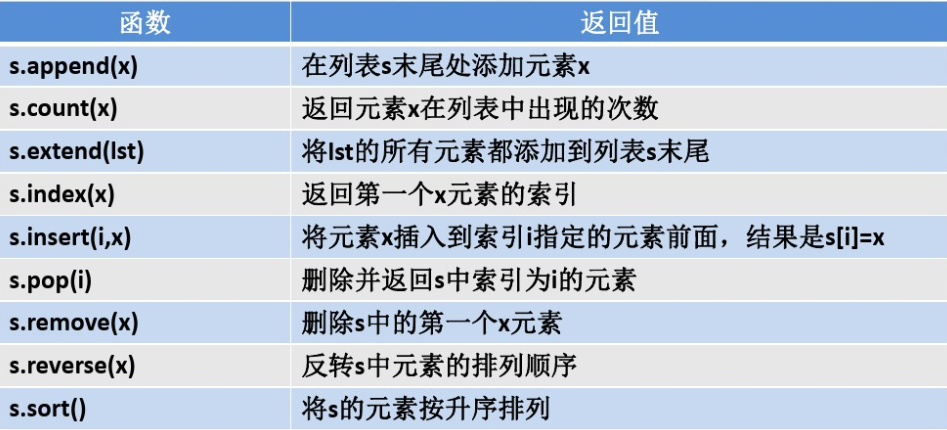 函数 返回值
s.append(x) 在列表s末尾处添加元素x
s.count(x) 返回元素x在列表中出现的次数
s.extend(lst) 将lst的所有元素都添加到列表s末尾
s.index(x) 返回第一个x元素的索引
s.insert(i,x) 将元素x插入到索引i指定的元素前面，结果是s[i]=x
s.pop(i) 删除并返回s中索引为i的元素
s.remove(x) 删除s中的第一个x元素
s.reverse(x) 反转s中元素的排列顺序
s.sort() 将s的元素按升序排列